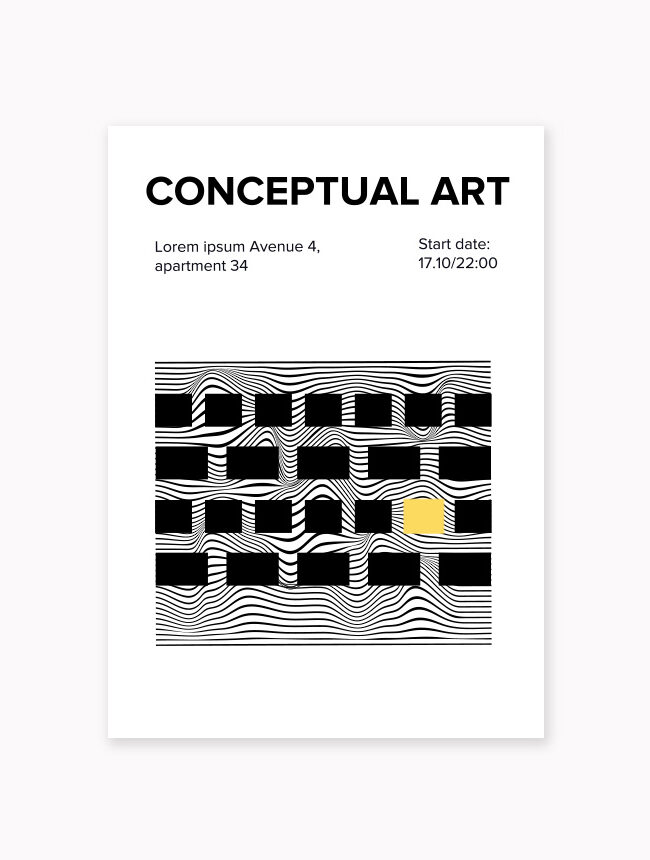 CONCEPTUAL ART
Lorem ipsum Avenue 4,
apartment 34
Start date:
17.10/22:00